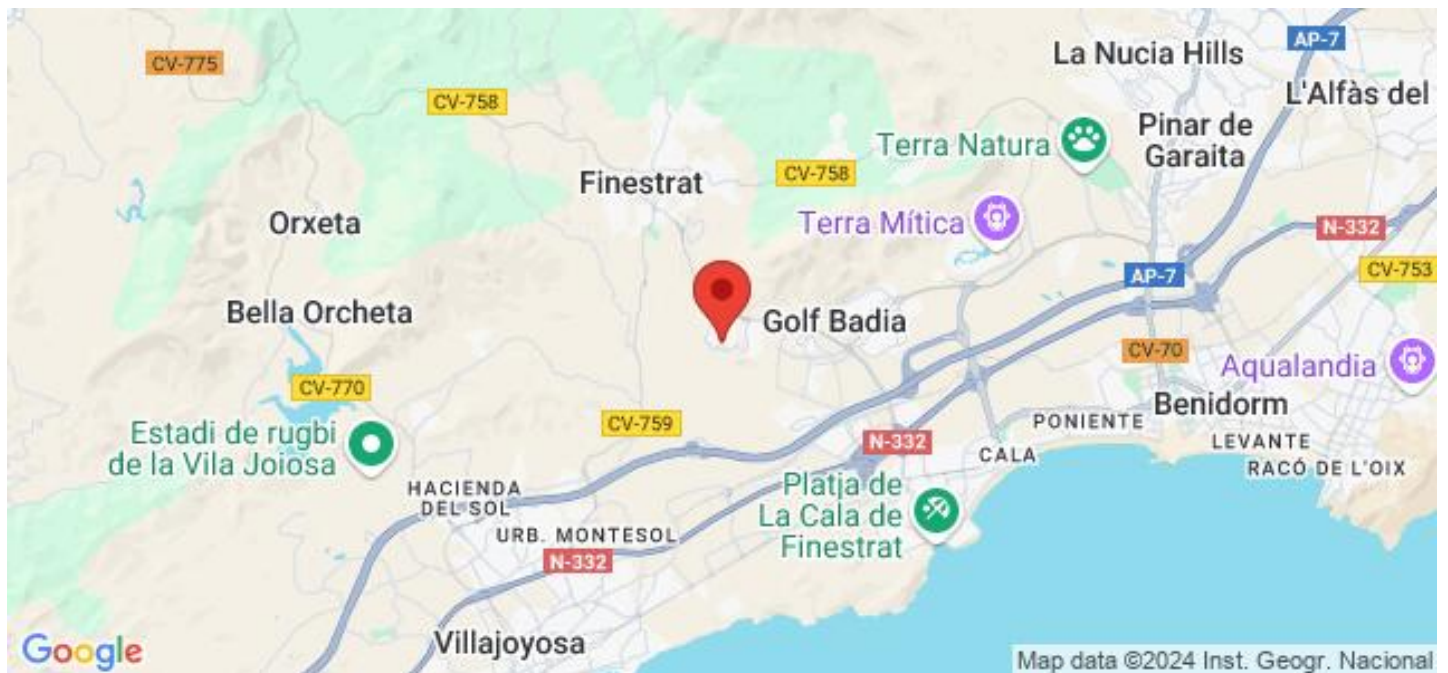 CV-775
CV-758
La Nucia Hills
AP-7
L'Alfàs del
Terra Natura
Pinar de
Garaita
Finestrat
CV-758
Orxeta
Terra Mítica
N-332
CV-753
AP-7
Bella Orcheta
Golf Badia
CV-70
Aqualandia
CV-770
CV-759
Benidorm
PONIENTE
Estadi de rugbi
de la Vila Joiosa
N-332
CALA
LEVANTE
RACÓ DE L'OIX
HACIENDA
DEL SOL
Platja de
La Cala de
Finestrat
URB. MONTESOL
N-332
Villajoyosa
Google
Map data ©2024 Inst. Geogr. Nacional